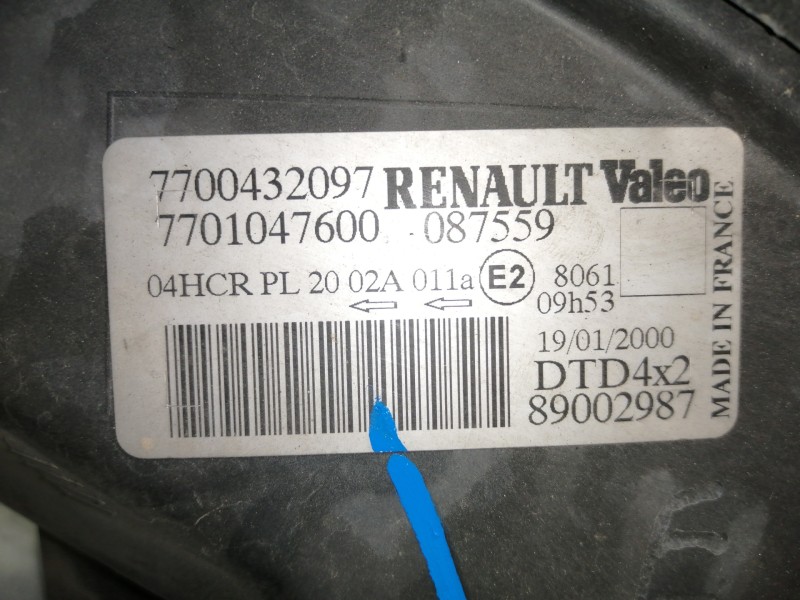 7700432097 RENAULT Valeo
7701047600 087559
04HCR PL 20 02A 011a E2 8061
09h53
19/01/2000
DTD4x2
89002987
MADE IN FRANCE